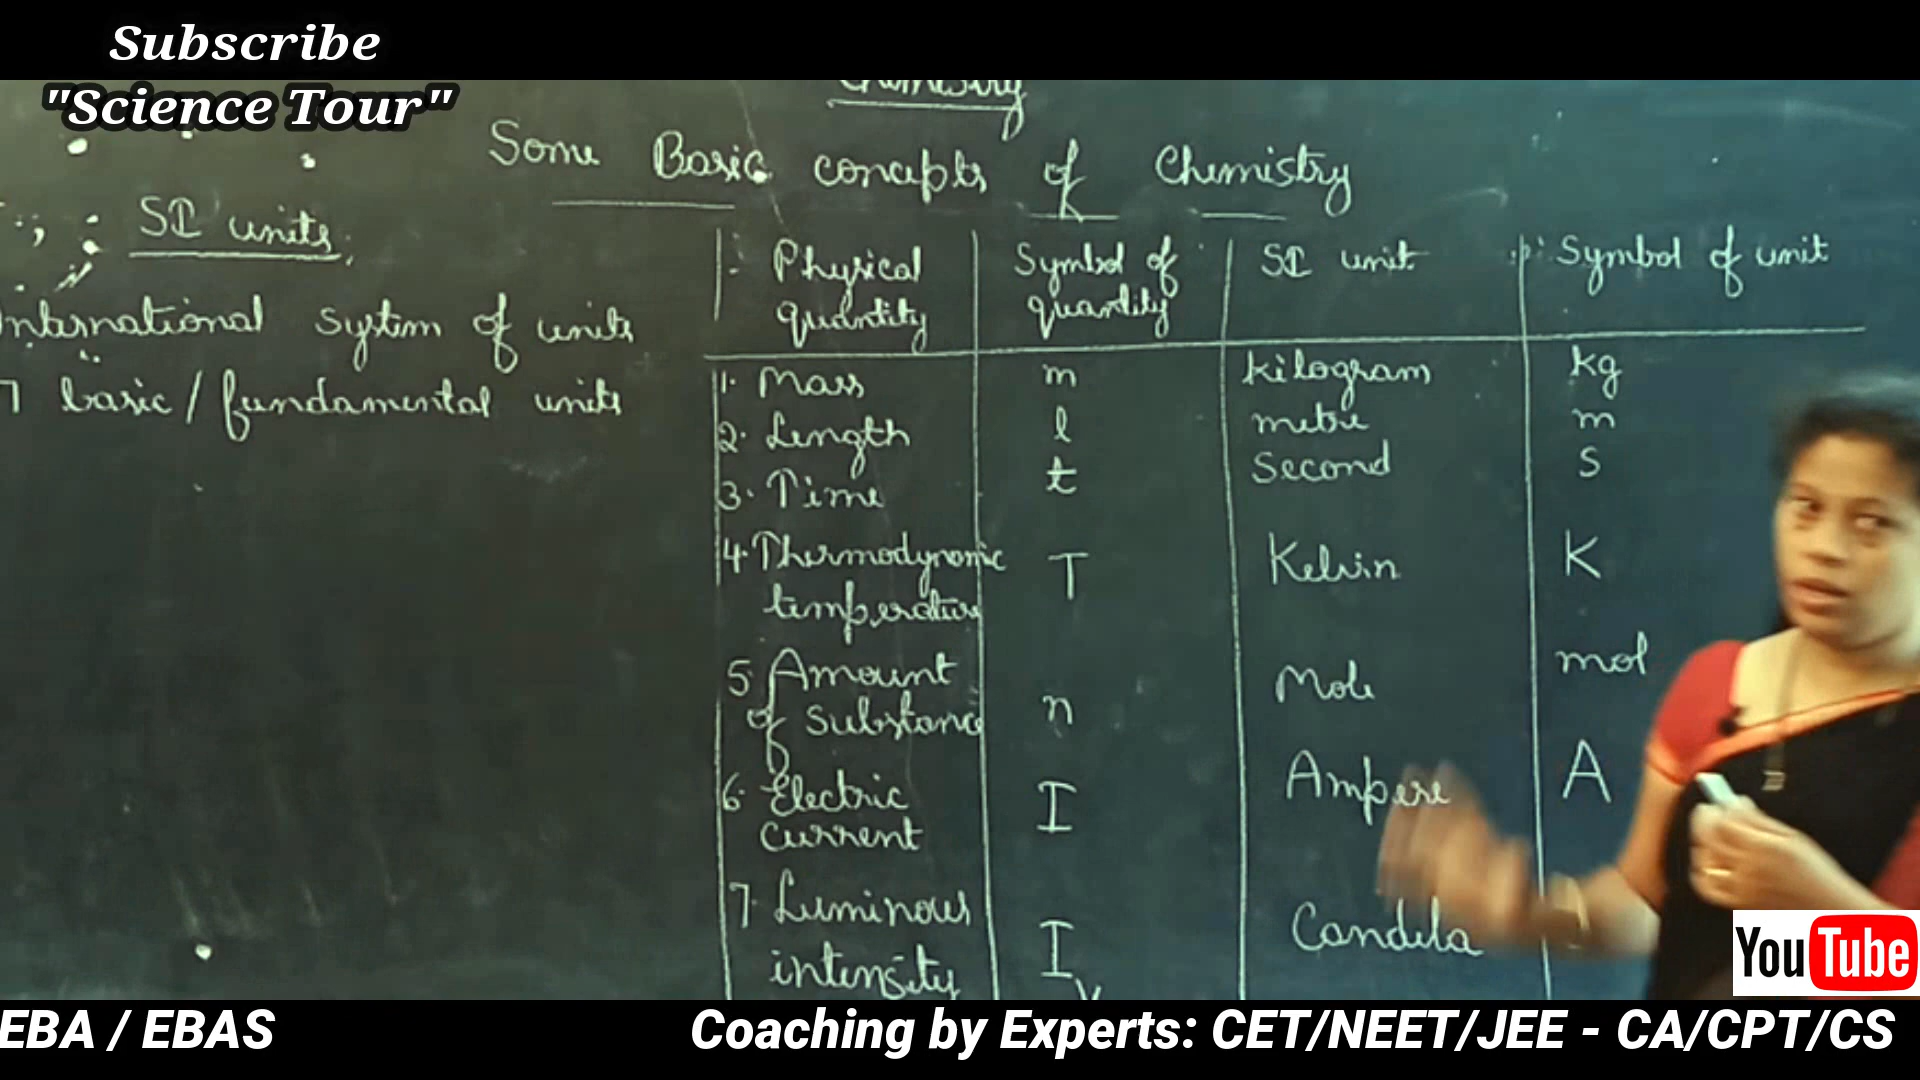 Subscribe
"Science Tour"
Chemistry
Some Basic concepts of Chemistry
SI units
International system of units
7 basic / fundamental units
Physical quantity | Symbol of quantity | SI unit | Symbol of unit
1. Mass | m | kilogram | kg
2. Length | l | metre | m
3. Time | t | Second | s
4. Thermodynamic temperature | T | Kelvin | K
5. Amount of substance | n | Mole | mol
6. Electric current | I | Ampere | A
7. Luminous intensity | Iv | Candela
YouTube
EBA / EBAS
Coaching by Experts: CET/NEET/JEE - CA/CPT/CS